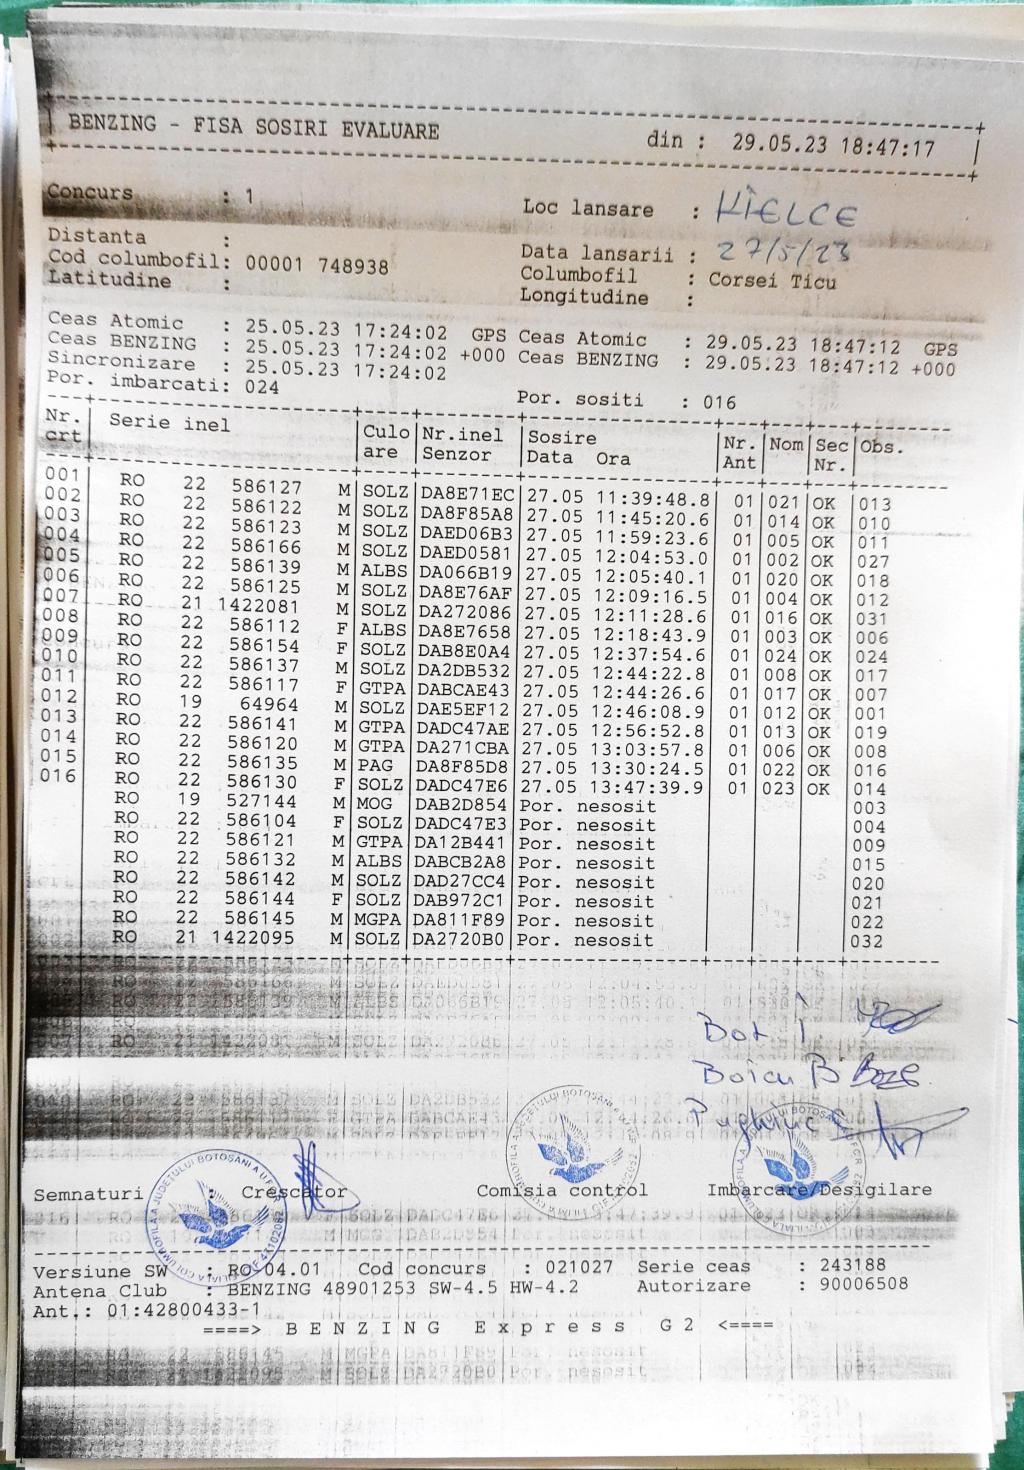 BENZING - FISA SOSIRI EVALUARE din : 29.05.23 18:47:17
Concurs : 1 Loc lansare : KIELCE
Distanta : Data lansarii : 27/5/23
Cod columbofil: 00001 748938 Columbofil : Corsei Ticu
Latitudine : Longitudine :
Ceas Atomic : 25.05.23 17:24:02 GPS Ceas Atomic : 29.05.23 18:47:12 GPS
Ceas BENZING : 25.05.23 17:24:02 +000 Ceas BENZING : 29.05.23 18:47:12 +000
Sincronizare : 25.05.23 17:24:02
Por. imbarcati: 024 Por. sositi : 016
Nr. Serie inel Culo Nr.inel Sosire Nr. Nom Sec Obs.
crt are Senzor Data Ora Ant Nr.
001 RO 22 586127 M SOLZ DA8E71EC 27.05 11:39:48.8 01 021 OK 013
002 RO 22 586122 M SOLZ DA8F85A8 27.05 11:45:20.6 01 014 OK 010
003 RO 22 586123 M SOLZ DAED06B3 27.05 11:59:23.6 01 005 OK 011
004 RO 22 586166 M SOLZ DAED0581 27.05 12:04:53.0 01 002 OK 027
005 RO 22 586139 M ALBS DA066B19 27.05 12:05:40.1 01 020 OK 018
006 RO 22 586125 M SOLZ DA8E76AF 27.05 12:09:16.5 01 004 OK 012
007 RO 21 1422081 M SOLZ DA272086 27.05 12:11:28.6 01 016 OK 031
008 RO 22 586112 F ALBS DA8E7658 27.05 12:18:43.9 01 003 OK 006
009 RO 22 586154 F SOLZ DAB8E0A4 27.05 12:37:54.6 01 024 OK 024
010 RO 22 586137 M SOLZ DA2DB532 27.05 12:44:22.8 01 008 OK 017
011 RO 22 586117 F GTPA DABCAE43 27.05 12:44:26.6 01 017 OK 007
012 RO 19 64964 M SOLZ DAE5EF12 27.05 12:46:08.9 01 012 OK 001
013 RO 22 586141 M GTPA DADC47AE 27.05 12:56:52.8 01 013 OK 019
014 RO 22 586120 M GTPA DA271CBA 27.05 13:03:57.8 01 006 OK 008
015 RO 22 586135 M PAG DA8F85D8 27.05 13:30:24.5 01 022 OK 016
016 RO 22 586130 F SOLZ DADC47E6 27.05 13:47:39.9 01 023 OK 014
RO 19 527144 M MOG DAB2D854 Por. nesosit 003
RO 22 586104 F SOLZ DADC47E3 Por. nesosit 004
RO 22 586121 M GTPA DA12B441 Por. nesosit 009
RO 22 586132 M ALBS DABCB2A8 Por. nesosit 015
RO 22 586142 M SOLZ DAD27CC4 Por. nesosit 020
RO 22 586144 F SOLZ DAB972C1 Por. nesosit 021
RO 22 586145 M MGPA DA811F89 Por. nesosit 022
RO 21 1422095 M SOLZ DA2720B0 Por. nesosit 032
Bot I
Boicu B
Semnaturi : Crescator Comisia control Imbarcare/Desigilare
Versiune SW : RO 04.01 Cod concurs : 021027 Serie ceas : 243188
Antena Club : BENZING 48901253 SW-4.5 HW-4.2 Autorizare : 90006508
Ant.: 01:42800433-1
====> BENZING Express G2 <====